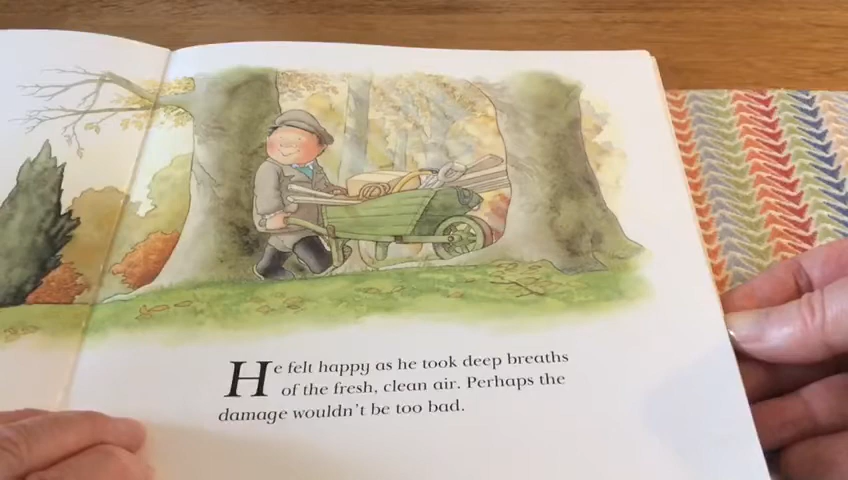 He felt happy as he took deep breaths
of the fresh, clean air. Perhaps the
damage wouldn't be too bad.